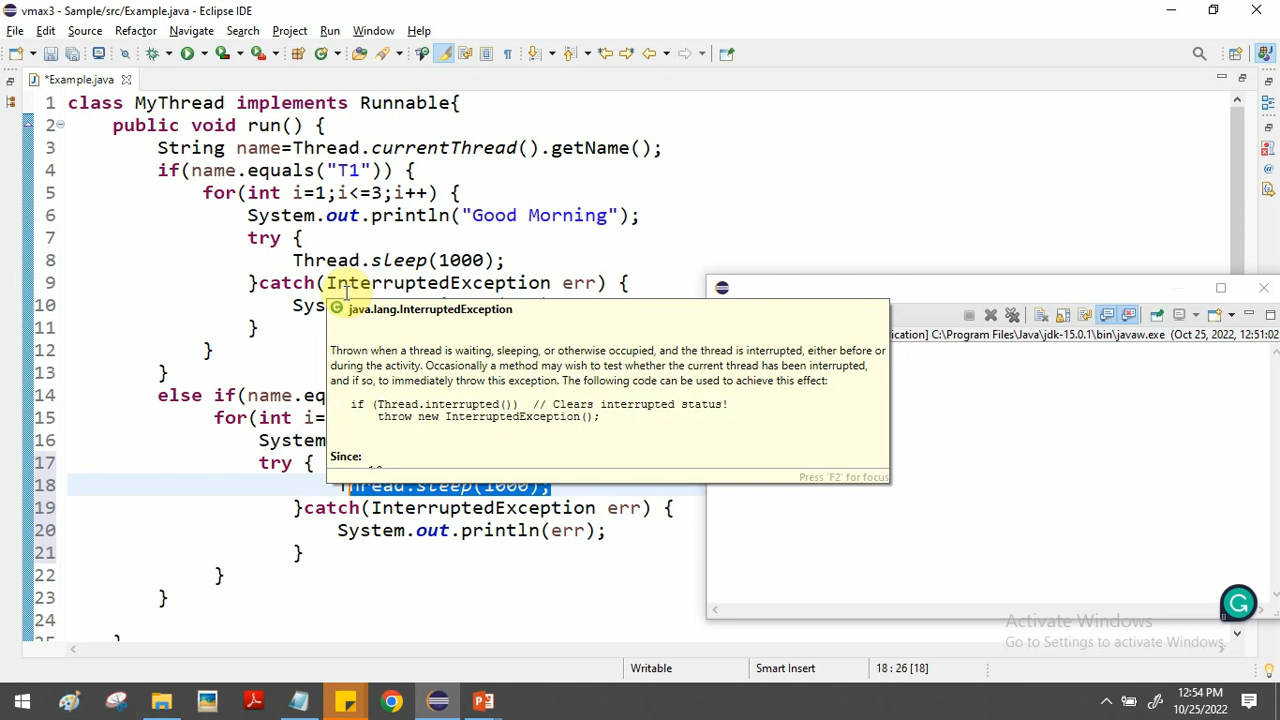 vmax3 - Sample/src/Example.java - Eclipse IDE
File Edit Source Refactor Navigate Search Project Run Window Help
*Example.java
1 class MyThread implements Runnable{
2 public void run() {
3 String name=Thread.currentThread().getName();
4 if(name.equals("T1")) {
5 for(int i=1;i<=3;i++) {
6 System.out.println("Good Morning");
7 try {
8 Thread.sleep(1000);
9 }catch(InterruptedException err) {
10 Sys
11 }
12 }
13 }
14 else if(name.eq
15 for(int i=
16 System
17 try {
18 Thread.sleep(1000);
19 }catch(InterruptedException err) {
20 System.out.println(err);
21 }
22 }
23 }
24
25 }
java.lang.InterruptedException
Thrown when a thread is waiting, sleeping, or otherwise occupied, and the thread is interrupted, either before or
during the activity. Occasionally a method may wish to test whether the current thread has been interrupted,
and if so, to immediately throw this exception. The following code can be used to achieve this effect:
if (Thread.interrupted()) // Clears interrupted status!
throw new InterruptedException();
Since:
Press 'F2' for focus
ication] C:\Program Files\Java\jdk-15.0.1\bin\javaw.exe (Oct 25, 2022, 12:51:02
Activate Windows
Go to Settings to activate Windows.
Writable Smart Insert 18 : 26 [18]
12:54 PM
10/25/2022